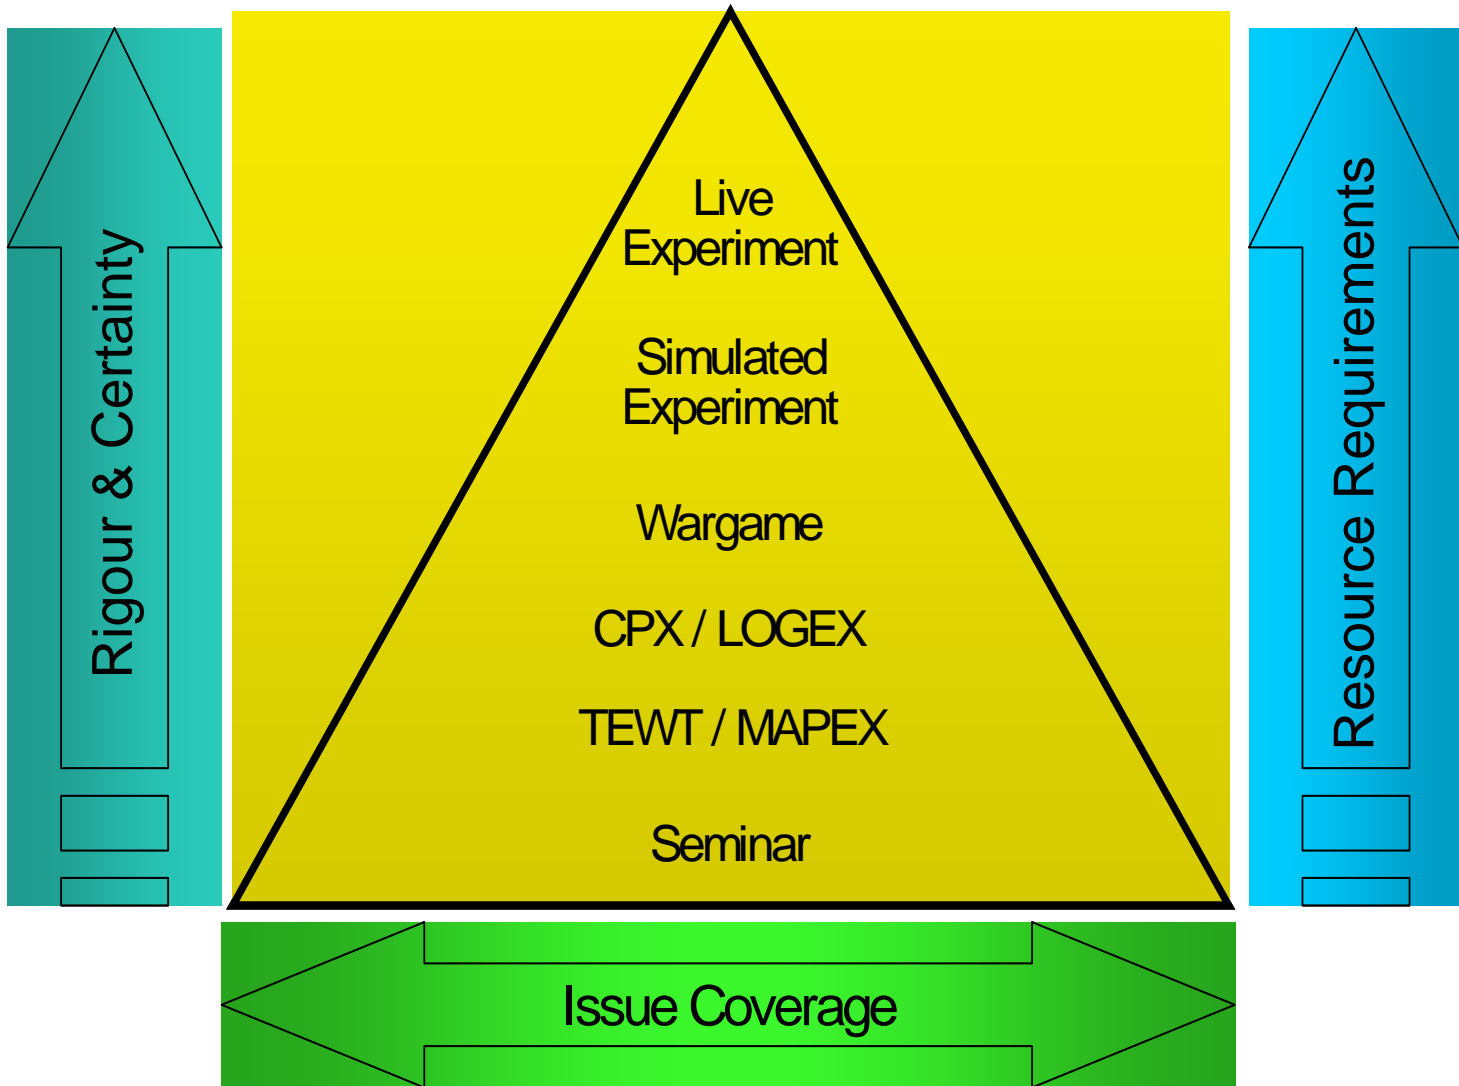 Live
Experiment
Simulated
Experiment
Wargame
CPX / LOGEX
TEWT / MAPEX
Seminar
Rigour & Certainty
Resource Requirements
Issue Coverage